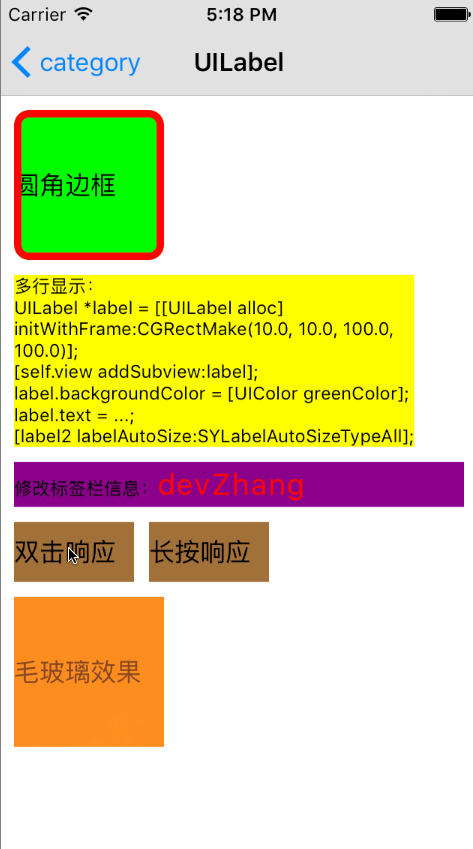 Carrier 5:18 PM
category UILabel
圆角边框
多行显示：
UILabel *label = [[UILabel alloc]
initWithFrame:CGRectMake(10.0, 10.0, 100.0,
100.0)];
[self.view addSubview:label];
label.backgroundColor = [UIColor greenColor];
label.text = ...;
[label2 labelAutoSize:SYLabelAutoSizeTypeAll];
修改标签栏信息：devZhang
双击响应 长按响应
毛玻璃效果